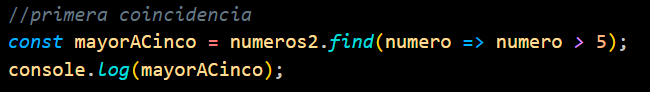 //primera coincidencia
const mayorACinco = numeros2.find(numero => numero > 5);
console.log(mayorACinco);